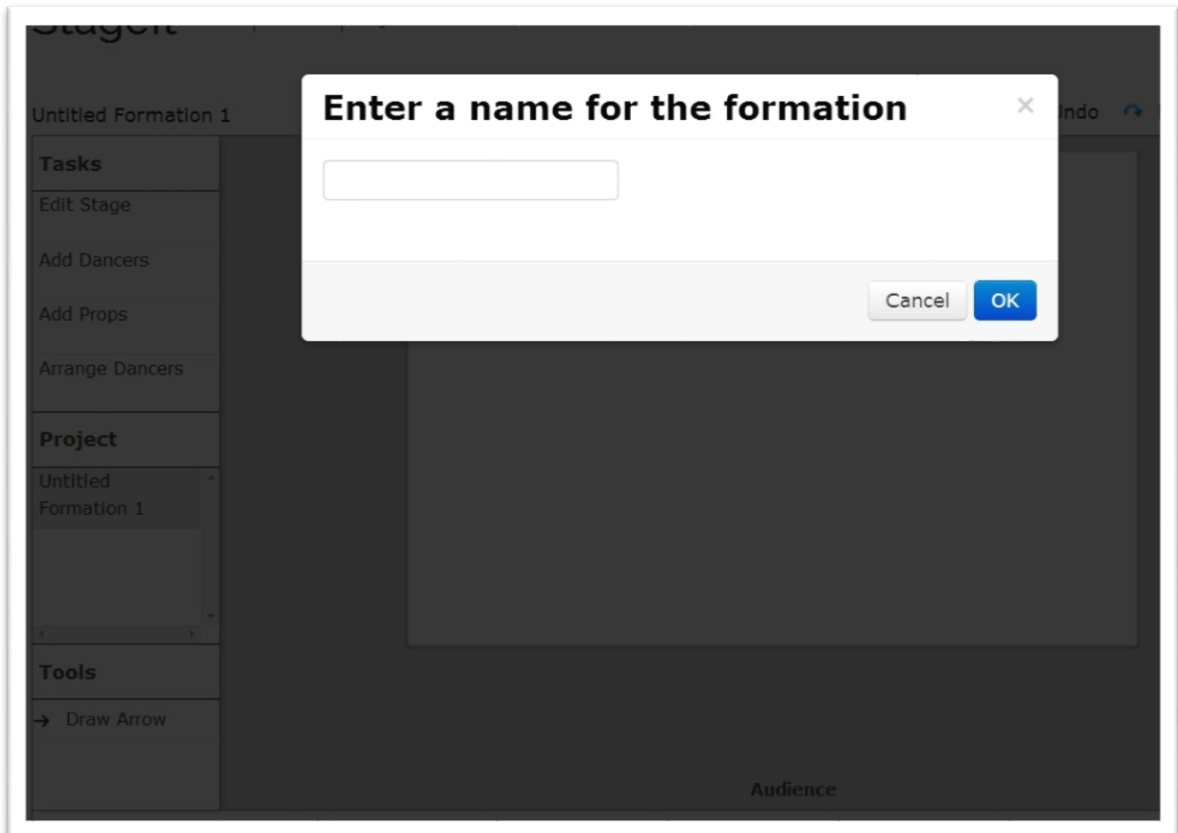 Enter a name for the formation
×
Untitled Formation 1
Undo
Tasks
Edit Stage
Add Dancers
Add Props
Arrange Dancers
Cancel
OK
Project
Untitled
Formation 1
Tools
→ Draw Arrow
Audience